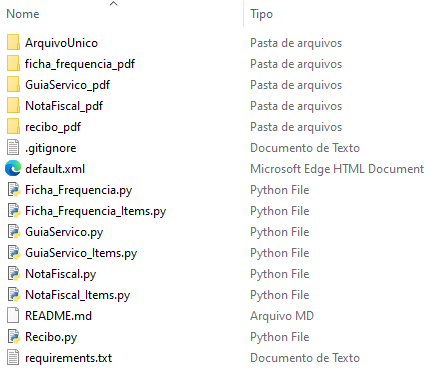 Nome Tipo
ArquivoUnico Pasta de arquivos
ficha_frequencia_pdf Pasta de arquivos
GuiaServico_pdf Pasta de arquivos
NotaFiscal_pdf Pasta de arquivos
recibo_pdf Pasta de arquivos
.gitignore Documento de Texto
default.xml Microsoft Edge HTML Document
Ficha_Frequencia.py Python File
Ficha_Frequencia_Items.py Python File
GuiaServico.py Python File
GuiaServico_Items.py Python File
NotaFiscal.py Python File
NotaFiscal_Items.py Python File
README.md Arquivo MD
Recibo.py Python File
requirements.txt Documento de Texto